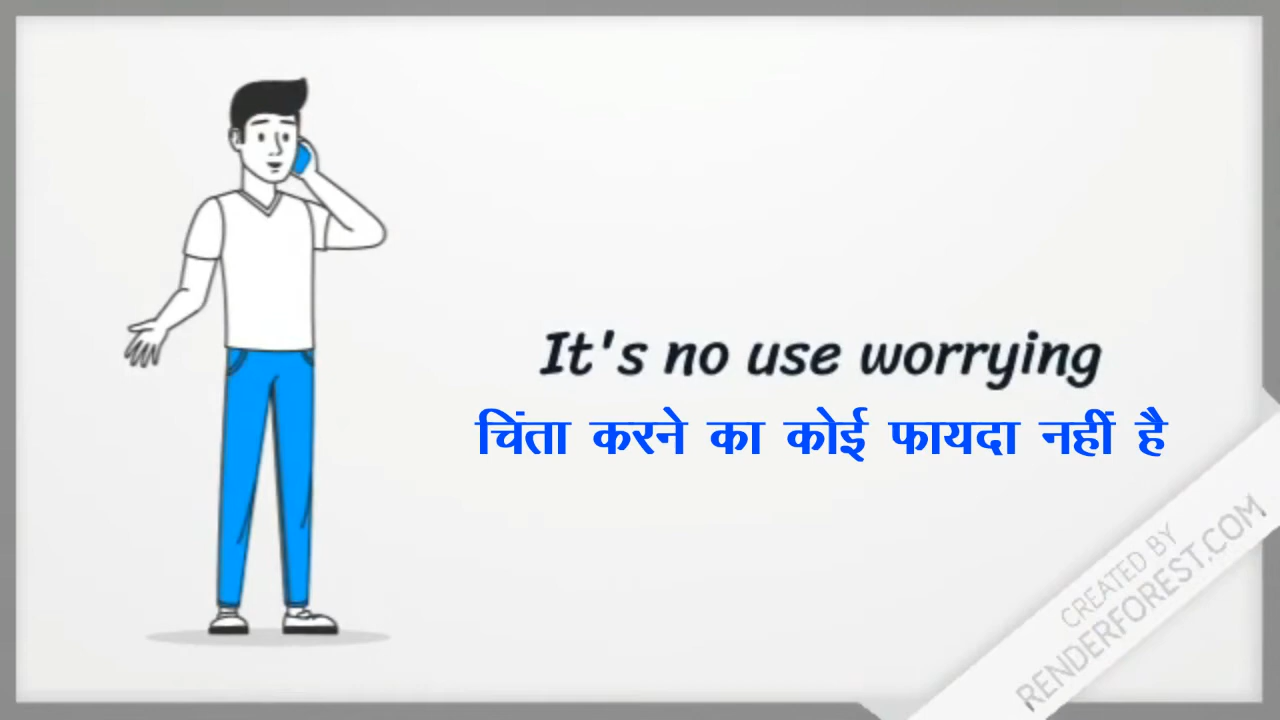 It's no use worrying
चिंता करने का कोई फायदा नहीं है
CREATED BY
RENDERFOREST.COM